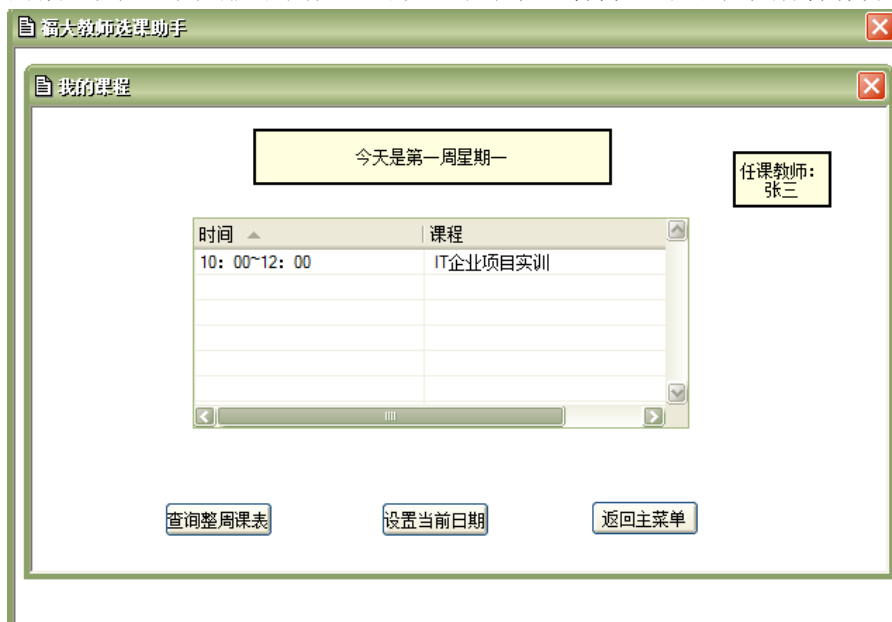 福大教师选课助手
我的课程
今天是第一周星期一
任课教师：
张三
时间 课程
10：00~12：00 IT企业项目实训
查询整周课表 设置当前日期 返回主菜单